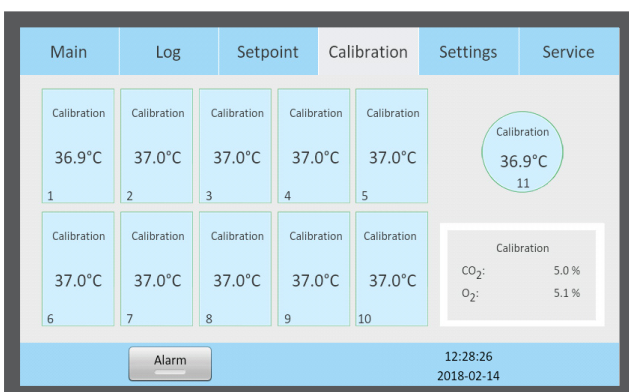 Main Log Setpoint Calibration Settings Service
Calibration Calibration Calibration Calibration Calibration
36.9°C 37.0°C 37.0°C 37.0°C 37.0°C
1 2 3 4 5
Calibration
36.9°C
11
Calibration Calibration Calibration Calibration Calibration
37.0°C 37.0°C 37.0°C 37.0°C 37.0°C
6 7 8 9 10
Calibration
CO₂: 5.0 %
O₂: 5.1 %
Alarm
12:28:26
2018-02-14